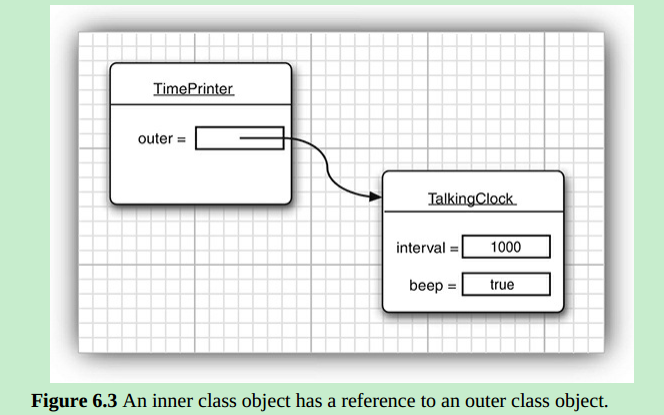 TimePrinter
outer =
TalkingClock
interval = 1000
beep = true
Figure 6.3 An inner class object has a reference to an outer class object.